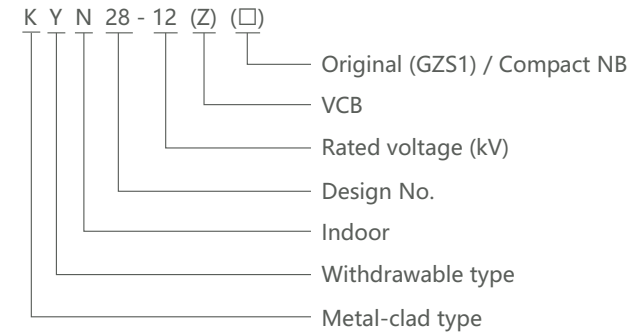 K Y N 28 - 12 (Z) (□)
Original (GZS1) / Compact NB
VCB
Rated voltage (kV)
Design No.
Indoor
Withdrawable type
Metal-clad type